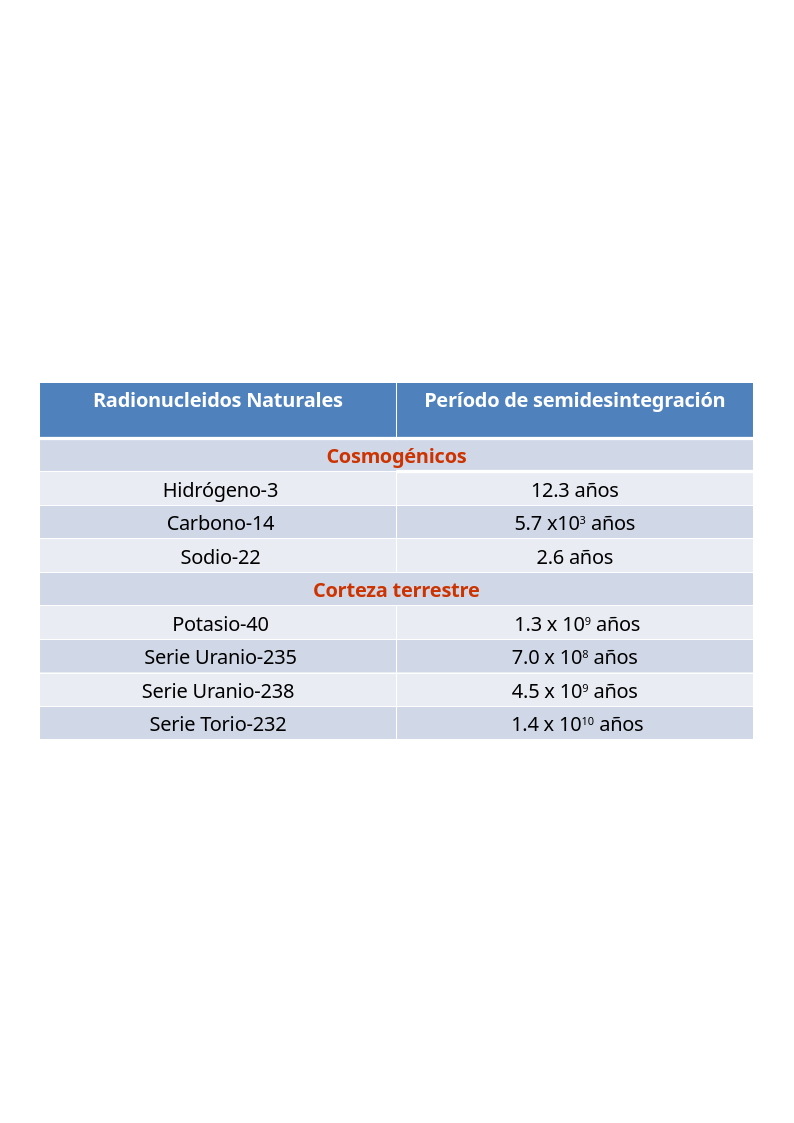 Radionucleidos Naturales Período de semidesintegración
Cosmogénicos
Hidrógeno-3 12.3 años
Carbono-14 5.7 x10³ años
Sodio-22 2.6 años
Corteza terrestre
Potasio-40 1.3 x 10⁹ años
Serie Uranio-235 7.0 x 10⁸ años
Serie Uranio-238 4.5 x 10⁹ años
Serie Torio-232 1.4 x 10¹⁰ años